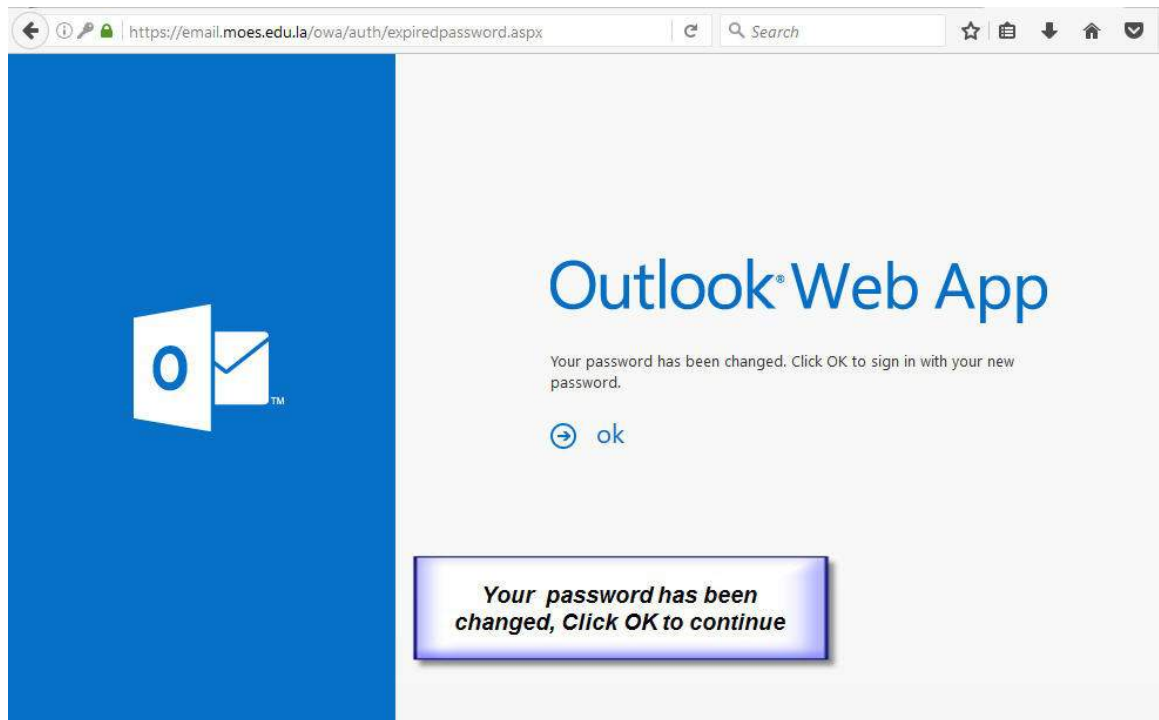 https://email.moes.edu.la/owa/auth/expiredpassword.aspx
Search
Outlook® Web App
Your password has been changed. Click OK to sign in with your new
password.
ok
O
TM
Your password has been
changed, Click OK to continue